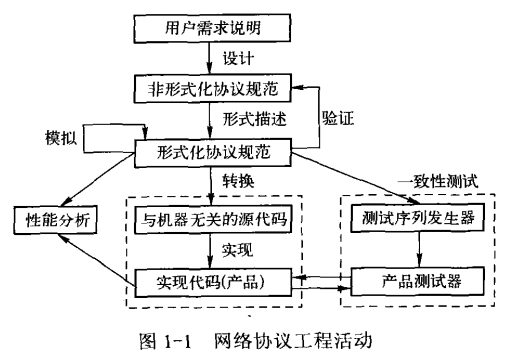 用户需求说明
设计
非形式化协议规范
形式描述
验证
模拟
形式化协议规范
转换
一致性测试
性能分析
与机器无关的源代码
测试序列发生器
实现
实现代码(产品)
产品测试器
图 1-1 网络协议工程活动